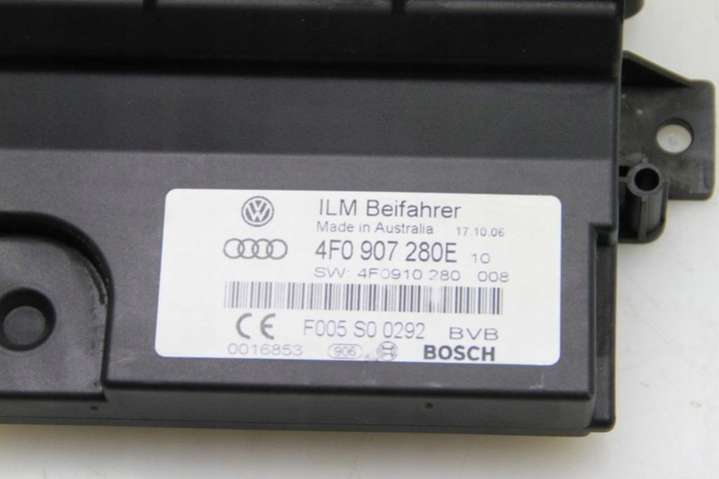 ILM Beifahrer
Made in Australia 17.10.06
4F0 907 280E 10
SW: 4F0910 280 008
CE F005 S0 0292 BVB
0016853 906 BOSCH